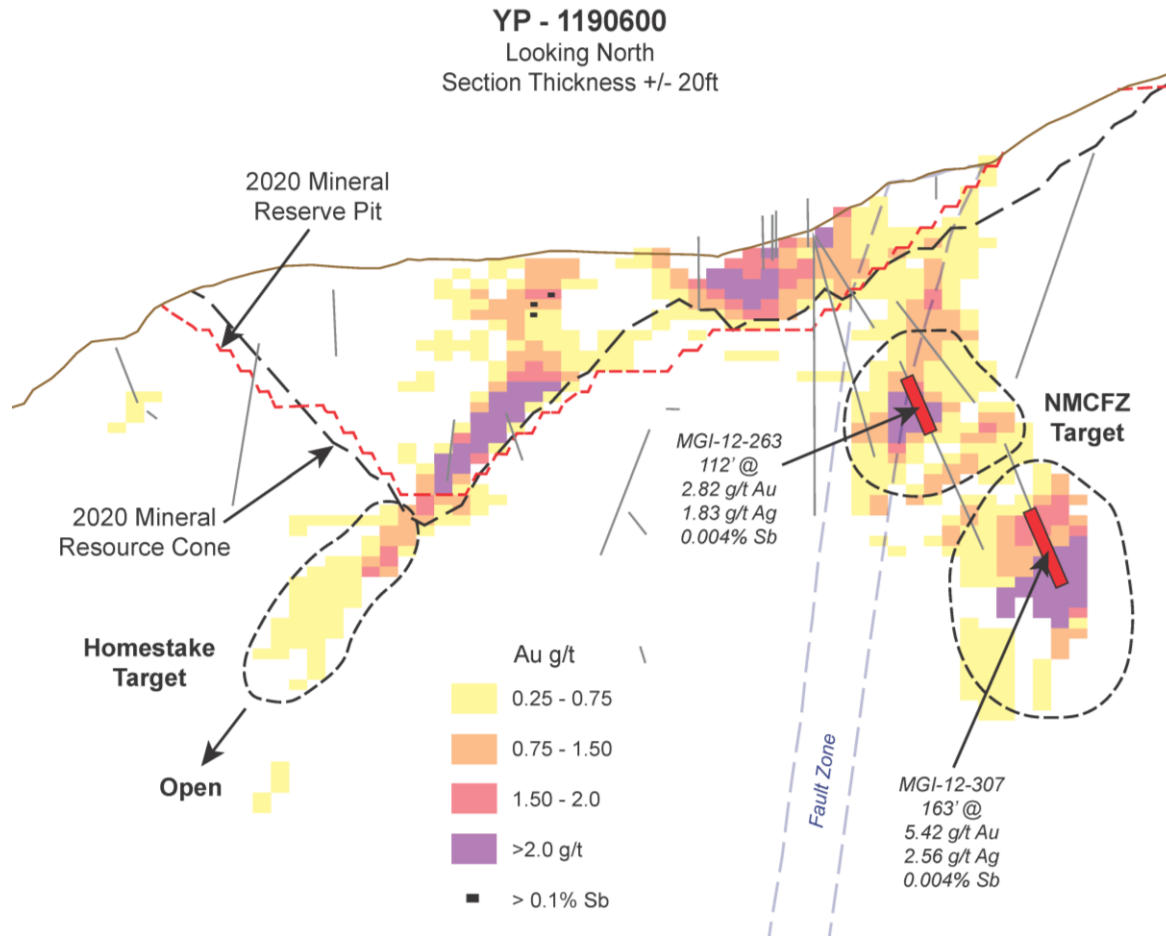 YP - 1190600
Looking North
Section Thickness +/- 20ft
2020 Mineral
Reserve Pit
2020 Mineral
Resource Cone
Homestake
Target
Open
NMCFZ
Target
MGI-12-263
112' @
2.82 g/t Au
1.83 g/t Ag
0.004% Sb
MGI-12-307
163' @
5.42 g/t Au
2.56 g/t Ag
0.004% Sb
Fault Zone
Au g/t
0.25 - 0.75
0.75 - 1.50
1.50 - 2.0
>2.0 g/t
> 0.1% Sb